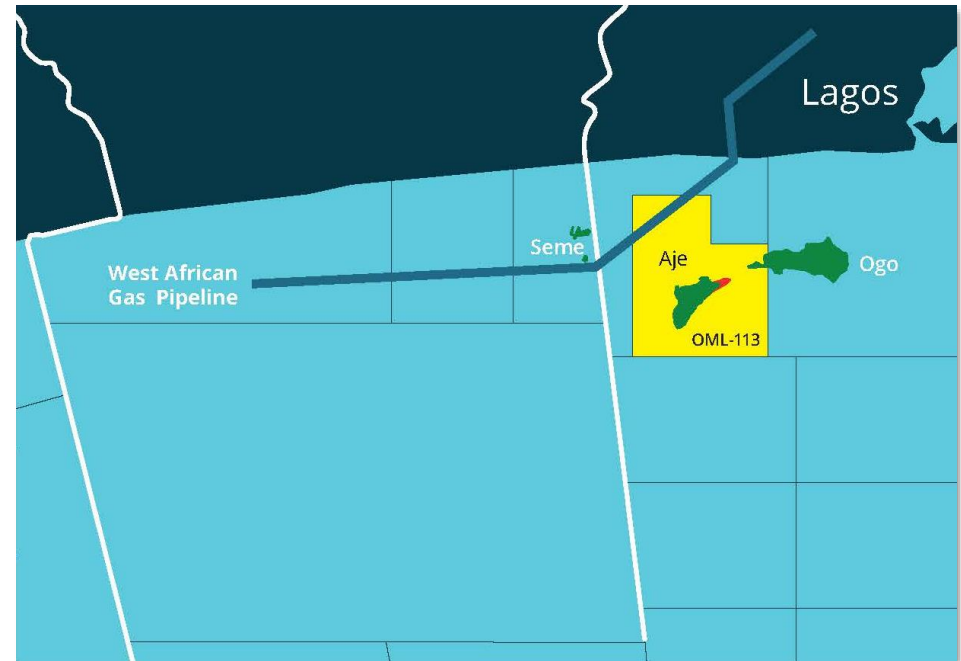 Lagos
Seme
Aje
Ogo
West African
Gas Pipeline
OML-113